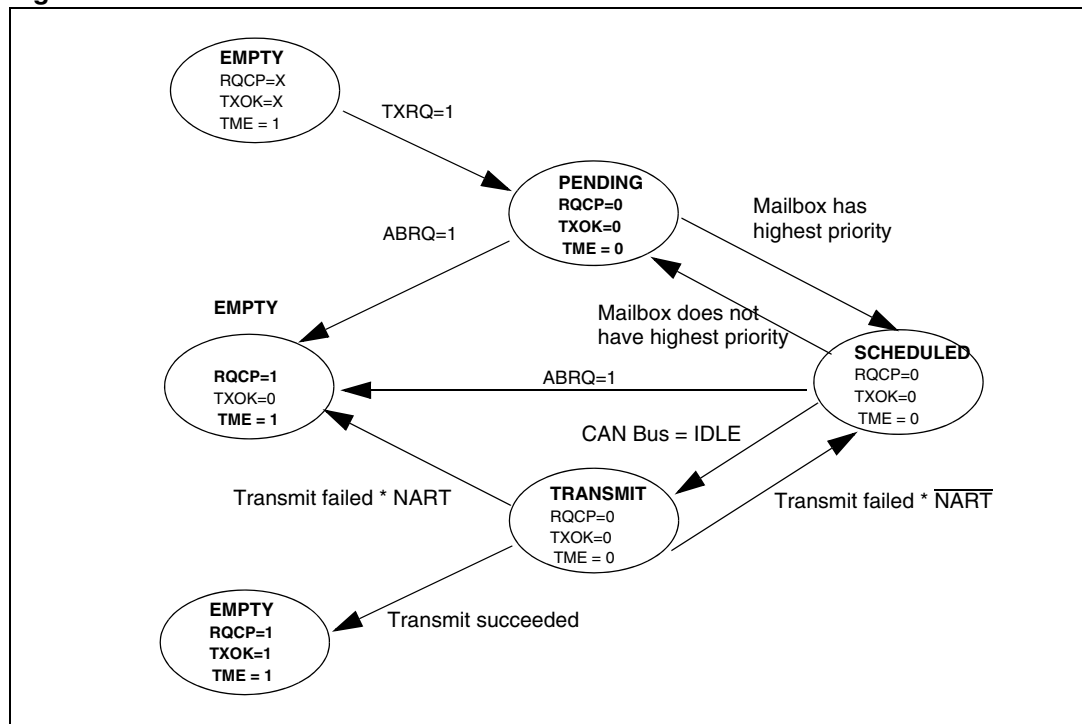 EMPTY
RQCP=X
TXOK=X
TME = 1
TXRQ=1
PENDING
RQCP=0
TXOK=0
TME = 0
Mailbox has
highest priority
ABRQ=1
EMPTY
RQCP=1
TXOK=0
TME = 1
Mailbox does not
have highest priority
SCHEDULED
RQCP=0
TXOK=0
TME = 0
ABRQ=1
CAN Bus = IDLE
Transmit failed * NART
TRANSMIT
RQCP=0
TXOK=0
TME = 0
Transmit failed * N̅A̅R̅T̅
EMPTY
RQCP=1
TXOK=1
TME = 1
Transmit succeeded